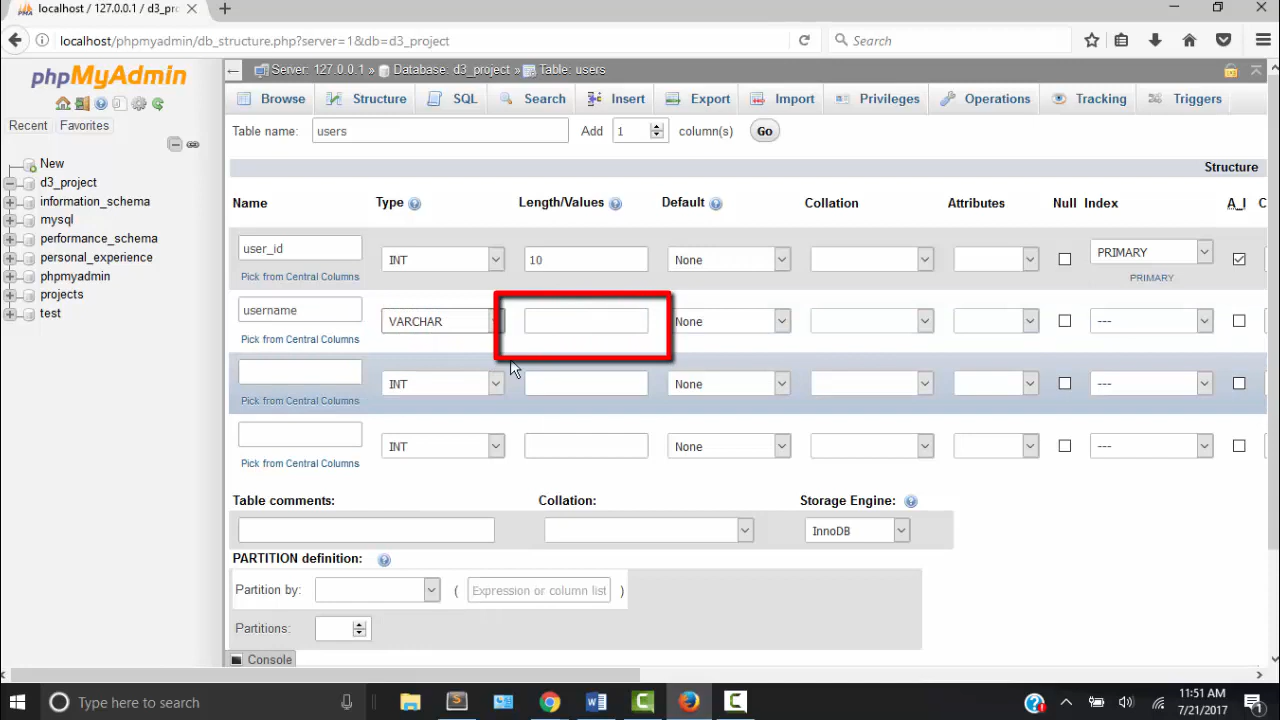 localhost / 127.0.0.1 / d3_pro
localhost/phpmyadmin/db_structure.php?server=1&db=d3_project
Search
phpMyAdmin
Recent Favorites
New
d3_project
information_schema
mysql
performance_schema
personal_experience
phpmyadmin
projects
test
Server: 127.0.0.1 » Database: d3_project » Table: users
Browse Structure SQL Search Insert Export Import Privileges Operations Tracking Triggers
Table name: users Add 1 column(s) Go
Structure
Name Type Length/Values Default Collation Attributes Null Index A_I C
user_id INT 10 None PRIMARY
Pick from Central Columns PRIMARY
username VARCHAR None ---
Pick from Central Columns
INT None ---
Pick from Central Columns
INT None ---
Pick from Central Columns
Table comments: Collation: Storage Engine:
InnoDB
PARTITION definition:
Partition by: ( Expression or column list )
Partitions:
Console
Type here to search
11:51 AM
7/21/2017